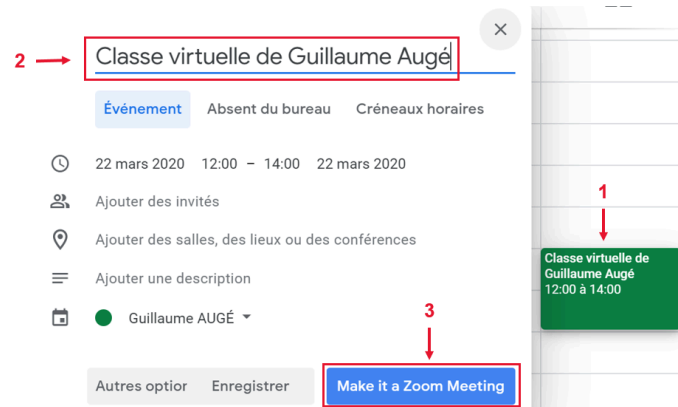 2
Classe virtuelle de Guillaume Augé
Événement Absent du bureau Créneaux horaires
22 mars 2020 12:00 – 14:00 22 mars 2020
Ajouter des invités
Ajouter des salles, des lieux ou des conférences
Ajouter une description
Guillaume AUGÉ
3
Autres optior Enregistrer Make it a Zoom Meeting
1
Classe virtuelle de
Guillaume Augé
12:00 à 14:00